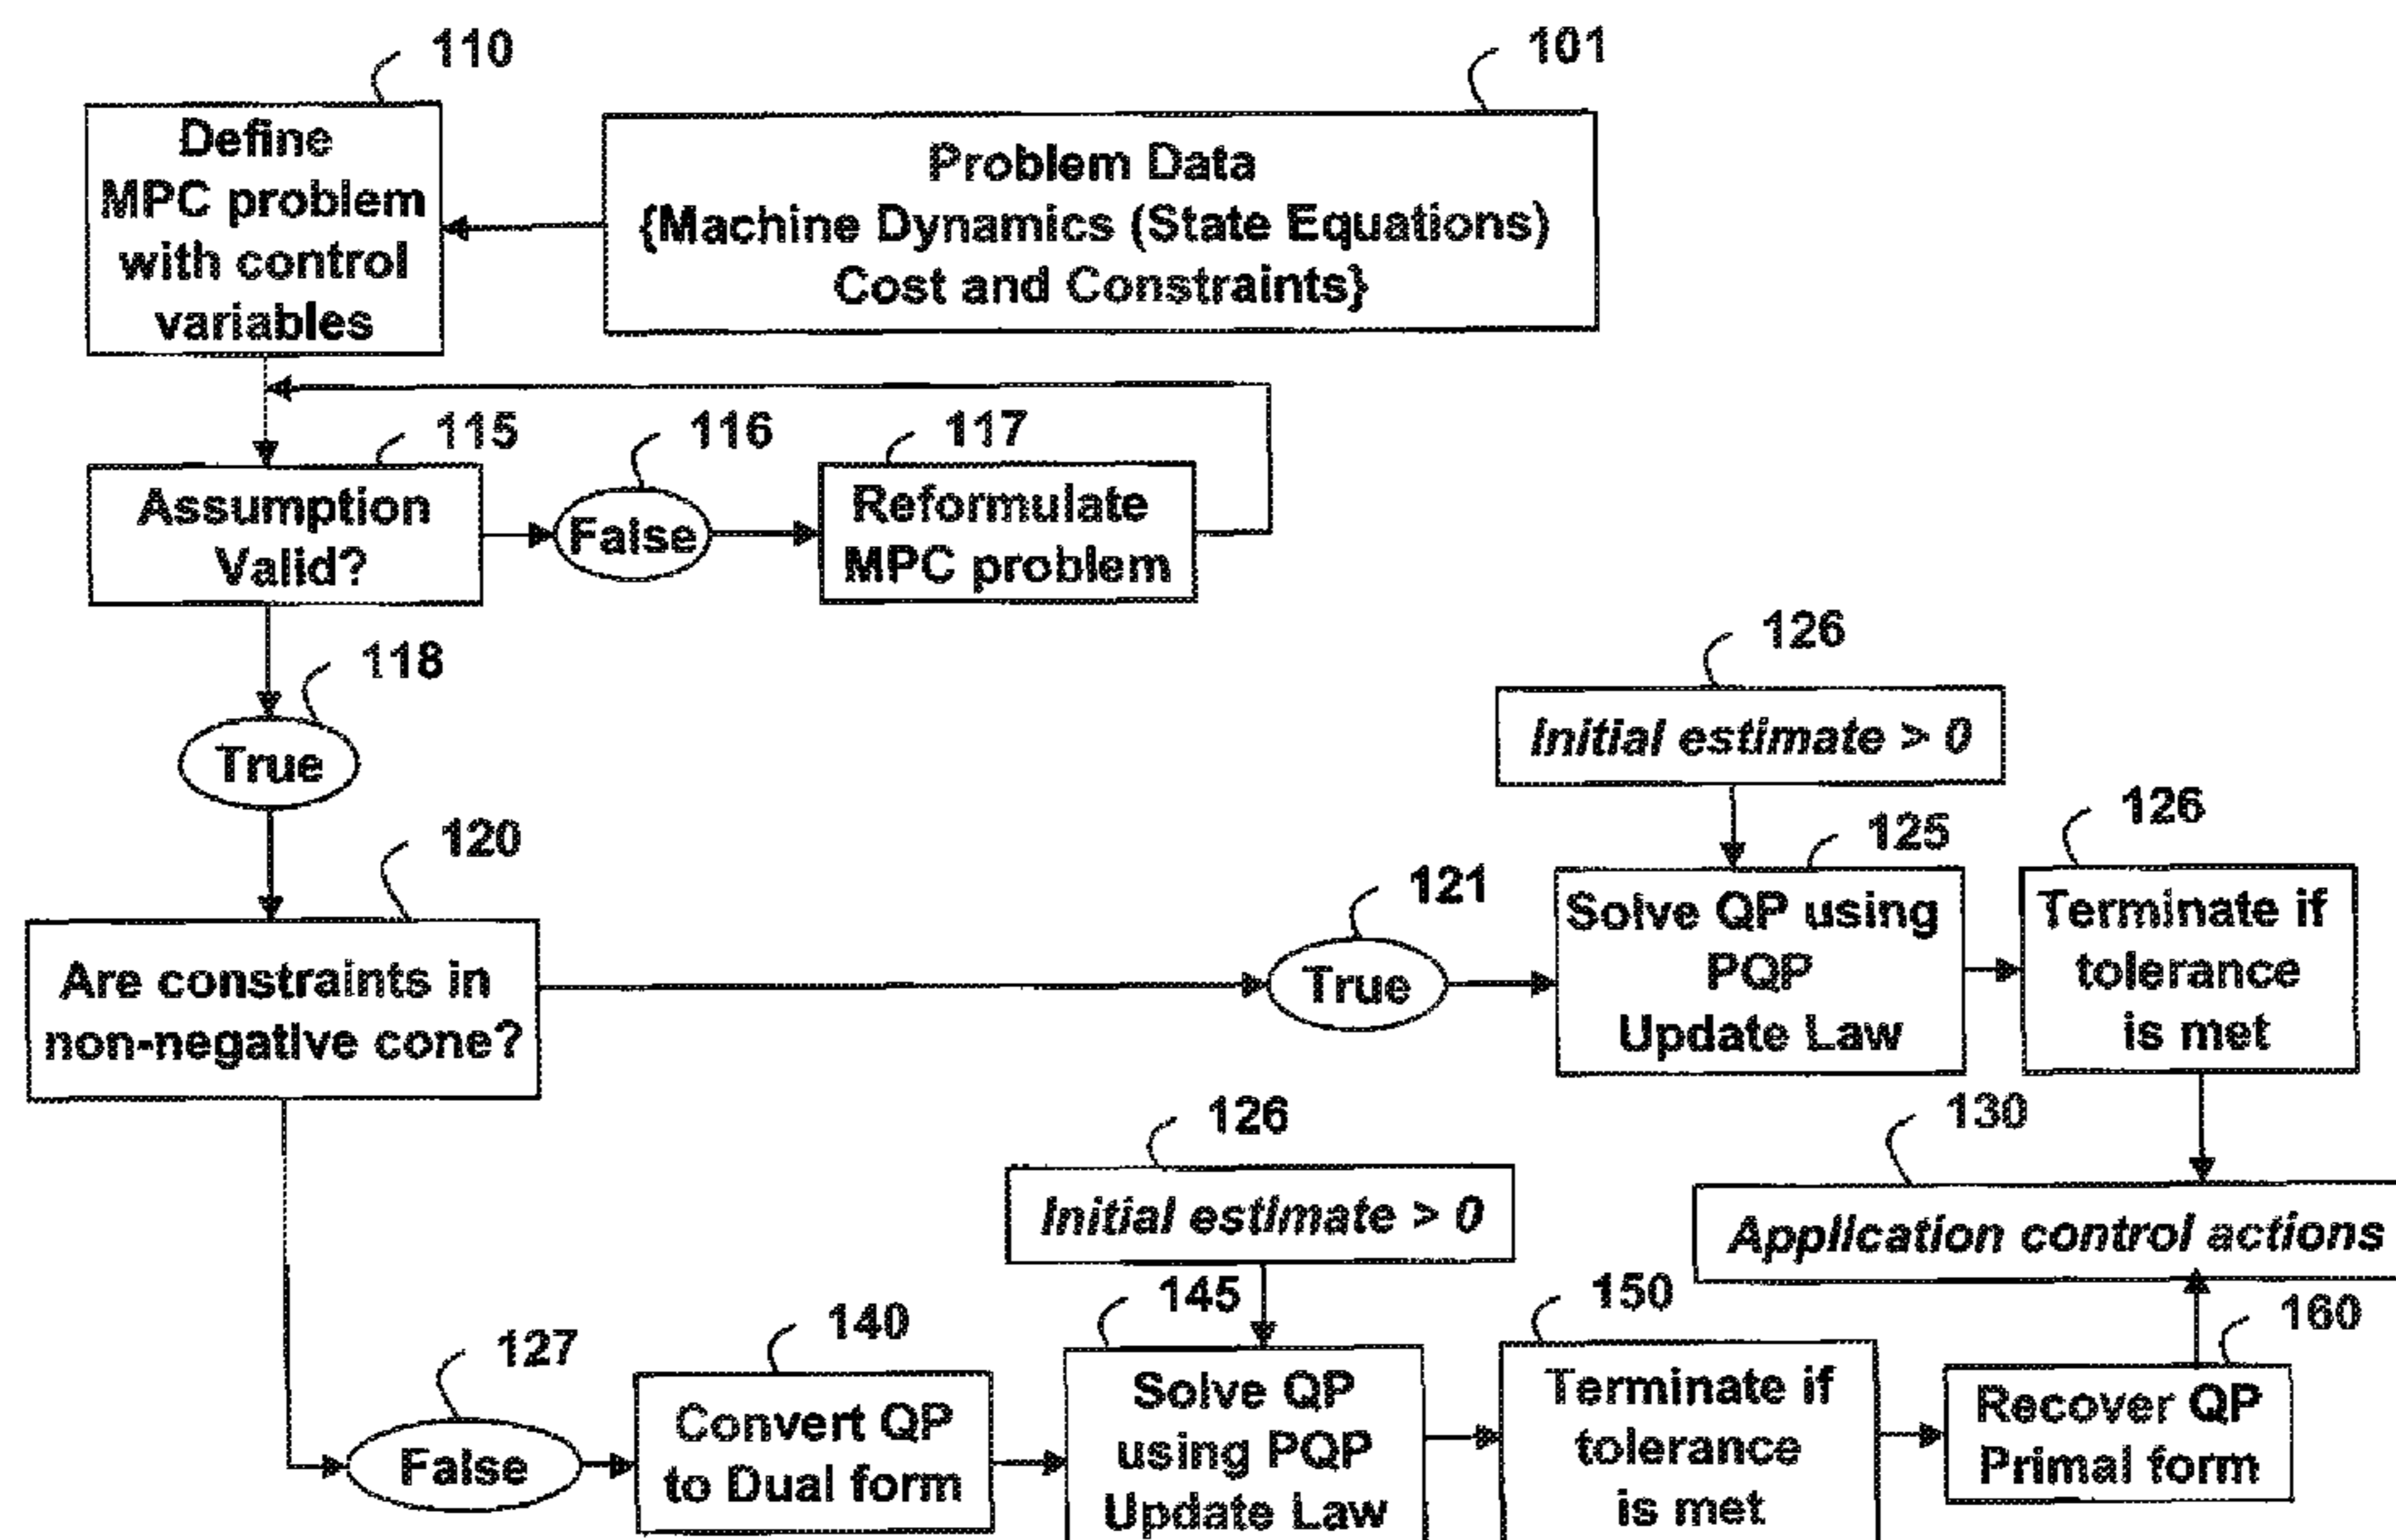 110
101
Define
MPC problem
with control
variables
Problem Data
{Machine Dynamics (State Equations)
Cost and Constraints}
115
116
117
Assumption
Valid?
False
Reformulate
MPC problem
118
True
126
Initial estimate > 0
120
121
125
126
Are constraints in
non-negative cone?
True
Solve QP using
PQP
Update Law
Terminate if
tolerance
is met
126
Initial estimate > 0
130
Application control actions
127
False
140
Convert QP
to Dual form
145
Solve QP
using PQP
Update Law
150
Terminate if
tolerance
is met
160
Recover QP
Primal form